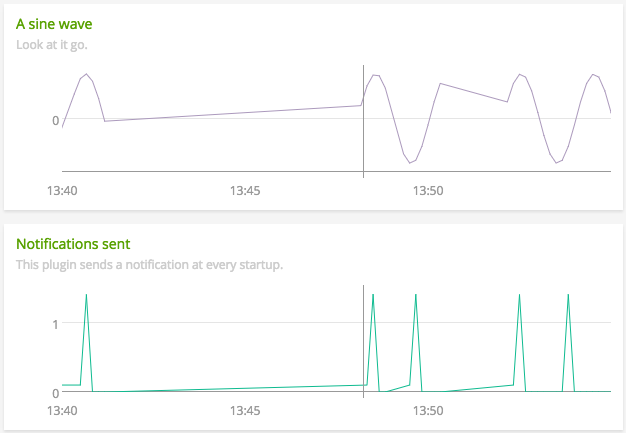 A sine wave
Look at it go.
0
13:40 13:45 13:50
Notifications sent
This plugin sends a notification at every startup.
1
0
13:40 13:45 13:50